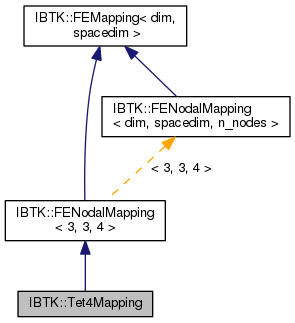 IBTK::FEMapping< dim,
spacedim >
IBTK::FENodalMapping
< dim, spacedim, n_nodes >
< 3, 3, 4 >
IBTK::FENodalMapping
< 3, 3, 4 >
IBTK::Tet4Mapping